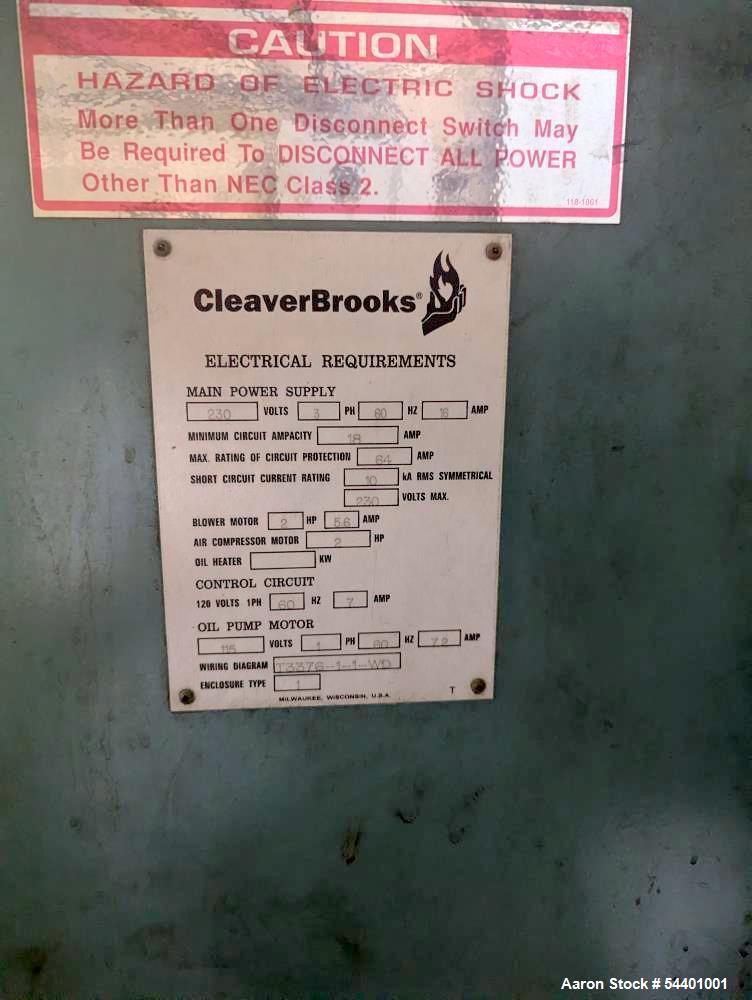 CAUTION
HAZARD OF ELECTRIC SHOCK
More Than One Disconnect Switch May
Be Required To DISCONNECT ALL POWER
Other Than NEC Class 2.
118-1861
CleaverBrooks®
ELECTRICAL REQUIREMENTS
MAIN POWER SUPPLY
230 VOLTS 3 PH 60 HZ 16 AMP
MINIMUM CIRCUIT AMPACITY 18 AMP
MAX. RATING OF CIRCUIT PROTECTION 64 AMP
SHORT CIRCUIT CURRENT RATING 10 kA RMS SYMMETRICAL
230 VOLTS MAX.
BLOWER MOTOR 2 HP 5.6 AMP
AIR COMPRESSOR MOTOR 2 HP
OIL HEATER KW
CONTROL CIRCUIT
120 VOLTS 1PH 60 HZ 7 AMP
OIL PUMP MOTOR
115 VOLTS 1 PH 60 HZ 7.2 AMP
WIRING DIAGRAM T3376-1-1-WD
ENCLOSURE TYPE 1
MILWAUKEE, WISCONSIN, U.S.A. T
Aaron Stock # 54401001